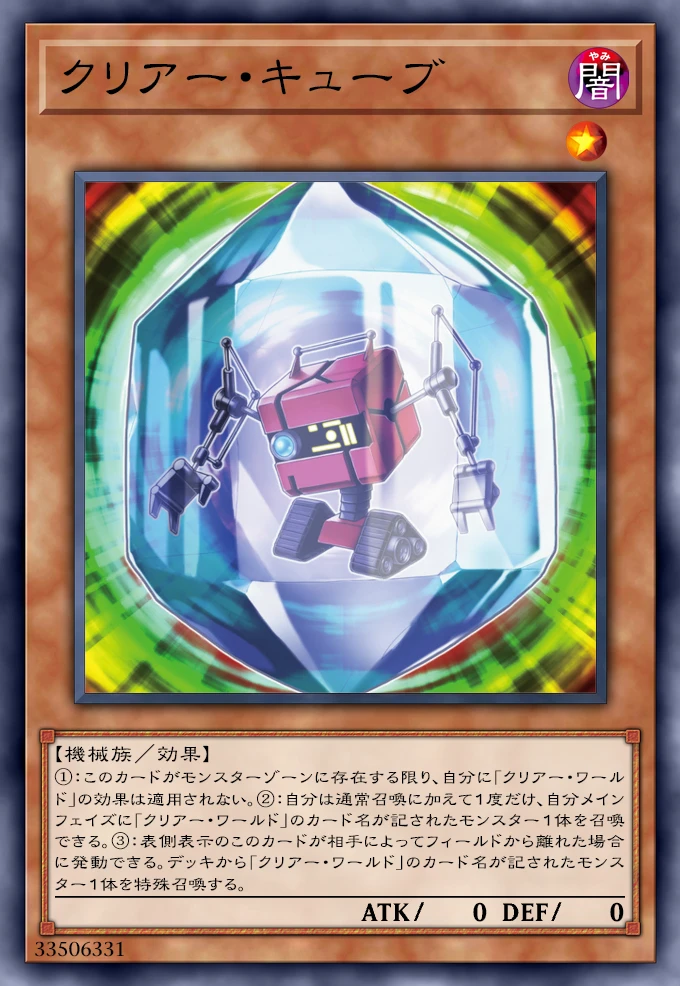 クリアー・キューブ
やみ
闇
【機械族／効果】
①：このカードがモンスターゾーンに存在する限り、自分に「クリアー・ワール
ド」の効果は適用されない。②：自分は通常召喚に加えて１度だけ、自分メイン
フェイズに「クリアー・ワールド」のカード名が記されたモンスター１体を召喚
できる。③：表側表示のこのカードが相手によってフィールドから離れた場合
に発動できる。デッキから「クリアー・ワールド」のカード名が記されたモンス
ター１体を特殊召喚する。
ATK/ 0 DEF/ 0
33506331